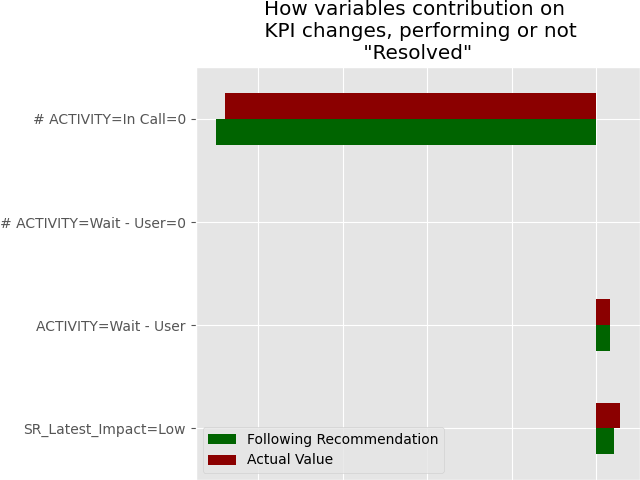 How variables contribution on
KPI changes, performing or not
"Resolved"
# ACTIVITY=In Call=0
# ACTIVITY=Wait - User=0
ACTIVITY=Wait - User
SR_Latest_Impact=Low
Following Recommendation
Actual Value